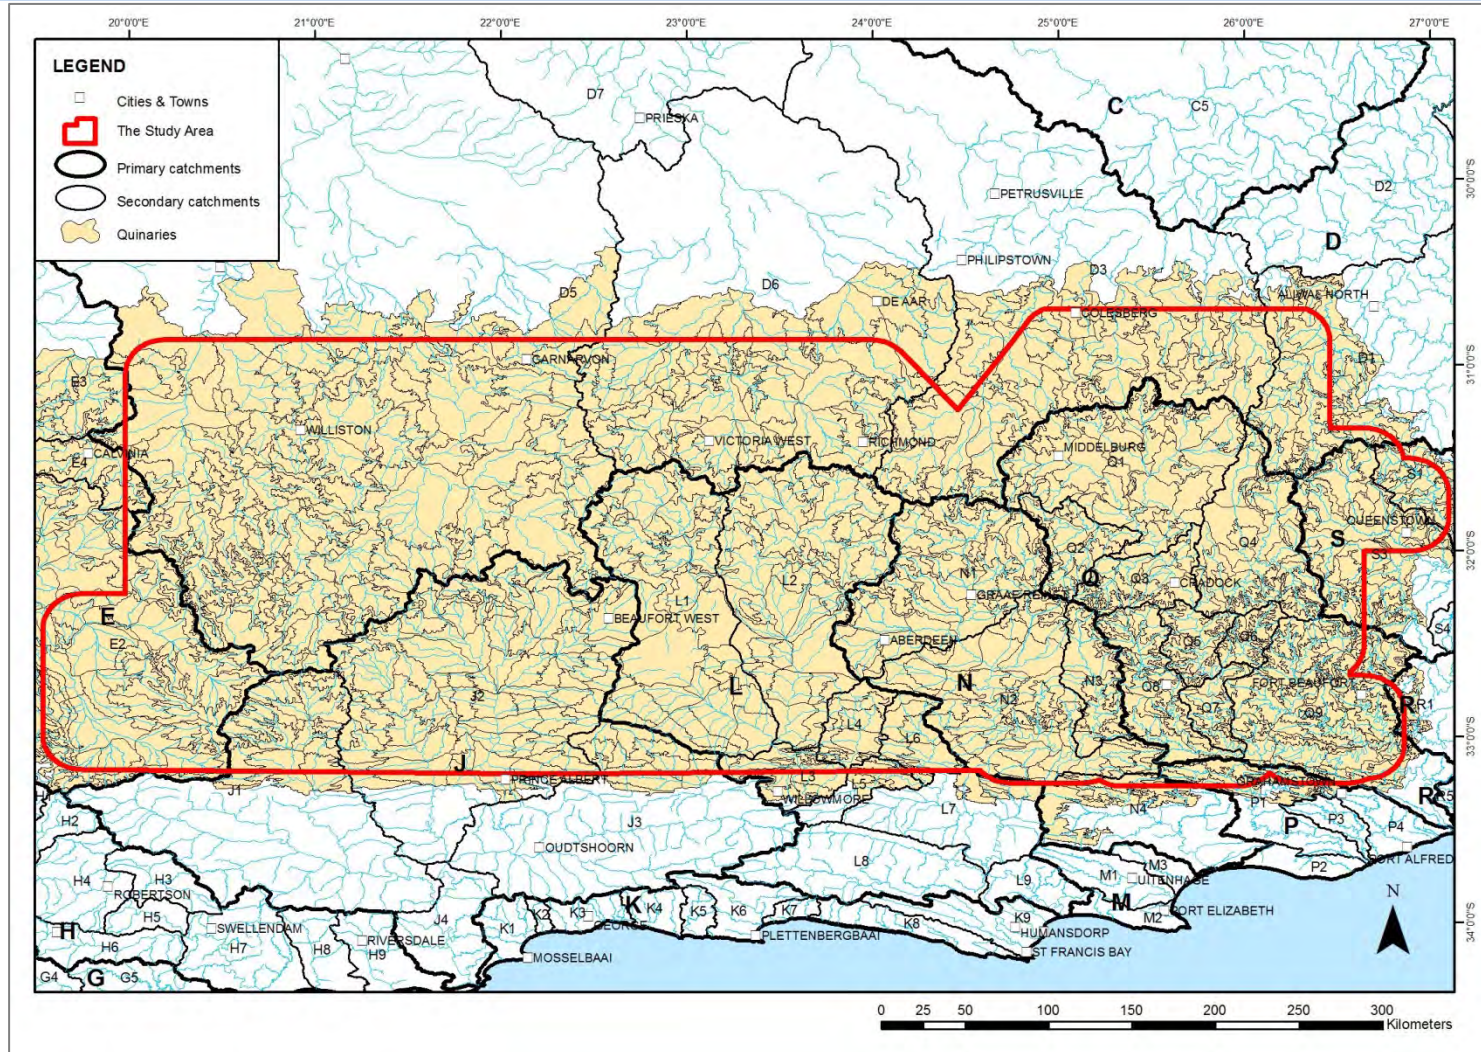 20°0'0"E 21°0'0"E 22°0'0"E 23°0'0"E 24°0'0"E 25°0'0"E 26°0'0"E 27°0'0"E
LEGEND
Cities & Towns
The Study Area
Primary catchments
Secondary catchments
Quinaries
D7
PRIESKA
C
C5
30°0'0"S
PETRUSVILLE
D2
D
PHILIPSTOWN
D3
D5
D6
DE AAR
ALIWAL NORTH
COLESBERG
CARNARVON
D1
31°0'0"S
E3
WILLISTON
VICTORIA WEST
RICHMOND
MIDDELBURG
Q1
CALVINIA
E4
S1
QUEENSTOWN
S
Q4
Q2
S3
32°0'0"S
L2
N1
Q
Q3
CRADOCK
GRAAF REINET
L1
BEAUFORT WEST
E
E2
ABERDEEN
Q5
Q6
S4
L
J2
N
N2
N3
Q8
FORT BEAUFORT
Q7
Q9
R
R1
L4
L6
33°0'0"S
J
PRINCE ALBERT
L3
L5
WILLOWMORE
GRAHAMSTOWN
J1
L7
N4
P1
R
R5
H2
J3
P
P3
P4
OUDTSHOORN
L8
PORT ALFRED
P2
H4
H3
ROBERTSON
L9
M1
M3
UITENHAGE
H5
J4
K
M
M2
PORT ELIZABETH
H
H6
SWELLENDAM
H7
H8
RIVERSDALE
H9
K1
K2
K3
GEORGE
K4
K5
K6
K7
K8
K9
HUMANSDORP
PLETTENBERGBAAI
ST FRANCIS BAY
MOSSELBAAI
34°0'0"S
N
G4
G
G5
0 25 50 100 150 200 250 300
Kilometers